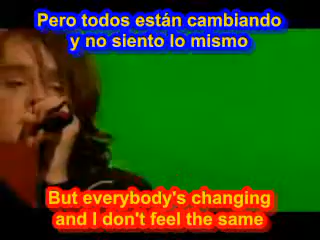 Pero todos están cambiando
y no siento lo mismo
But everybody's changing
and I don't feel the same